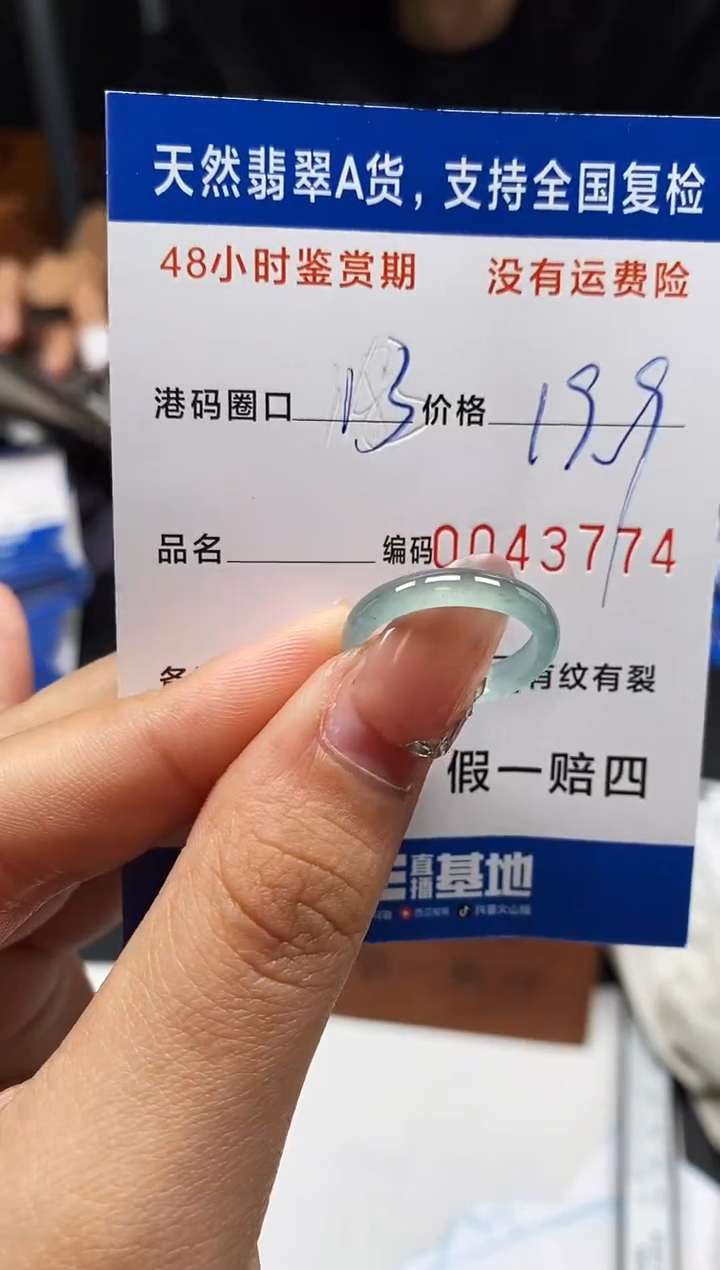 天然翡翠A货，支持全国复检
48小时鉴赏期 没有运费险
港码圈口 13 价格 199
品名 编码 0043774
有纹有裂
假一赔四
直播基地